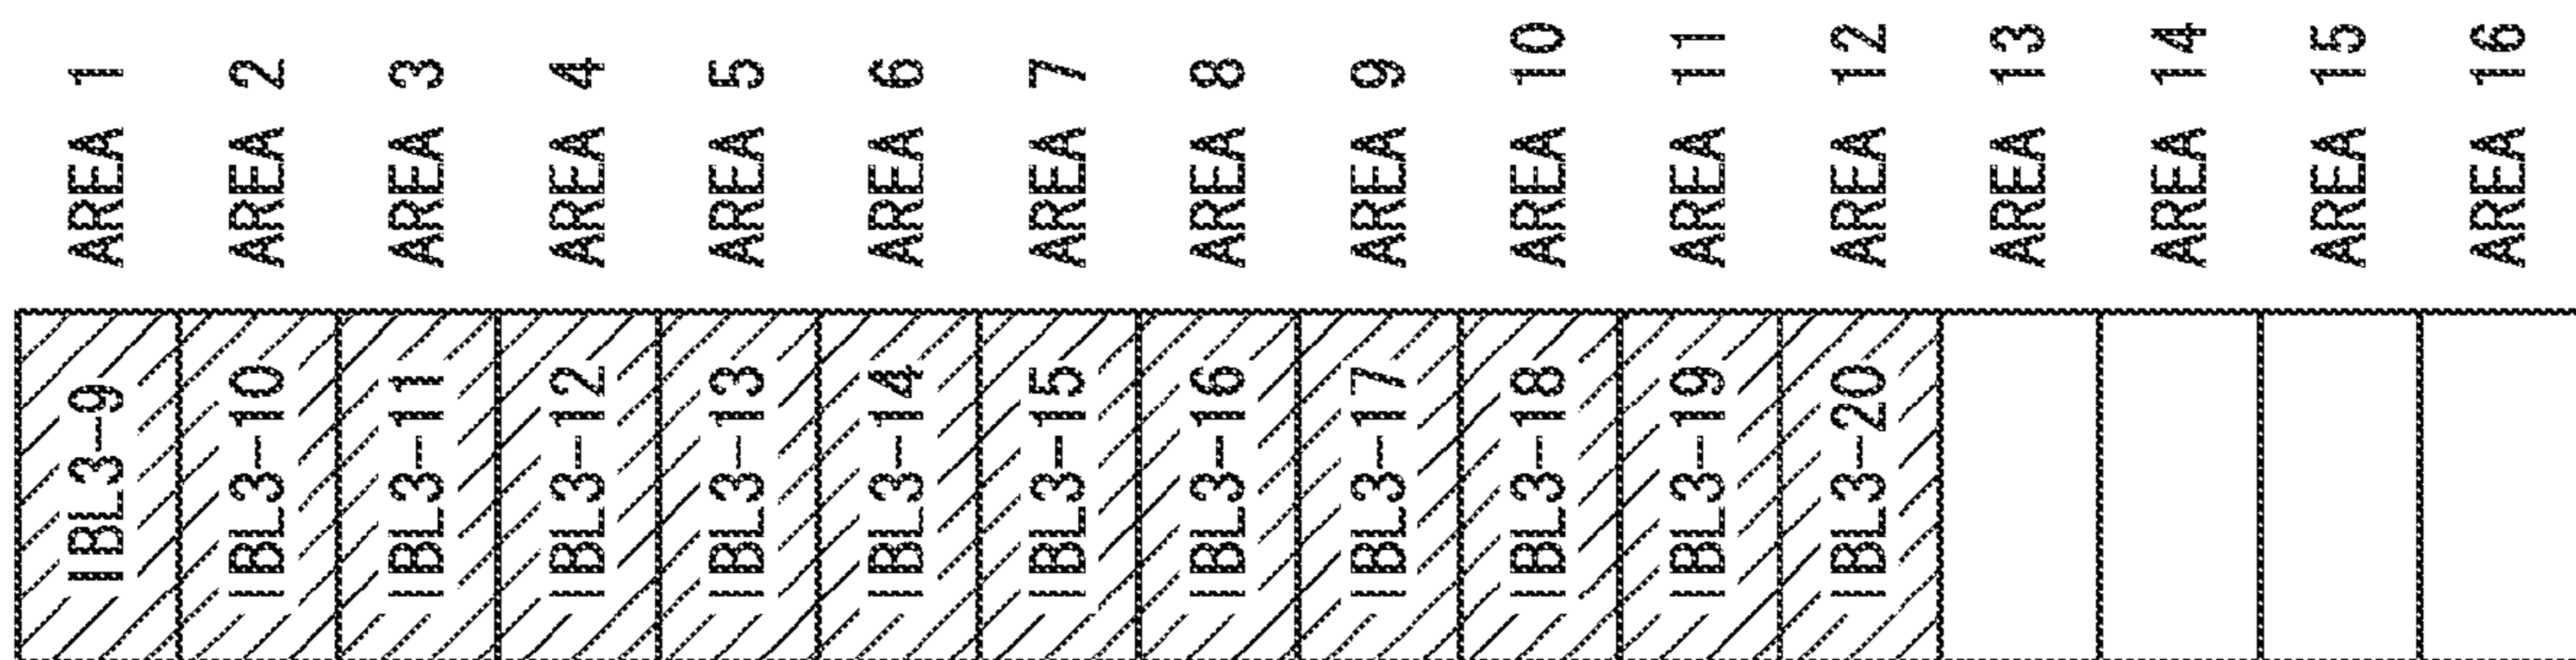 IBL3-9 AREA 1
IBL3-10 AREA 2
IBL3-11 AREA 3
IBL3-12 AREA 4
IBL3-13 AREA 5
IBL3-14 AREA 6
IBL3-15 AREA 7
IBL3-16 AREA 8
IBL3-17 AREA 9
IBL3-18 AREA 10
IBL3-19 AREA 11
IBL3-20 AREA 12
AREA 13
AREA 14
AREA 15
AREA 16